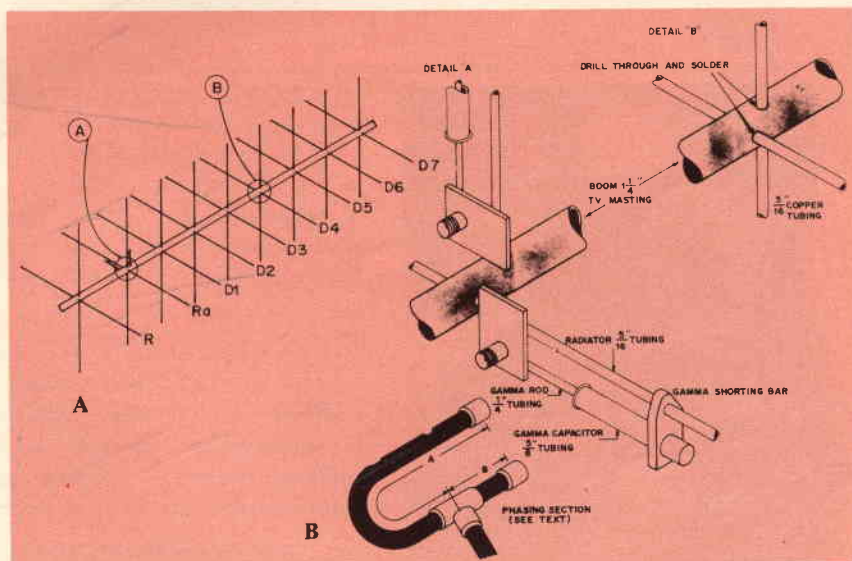 A
B
D7
D6
D5
D4
D3
D2
D1
Ra
R
A
DETAIL A
DETAIL "B"
DRILL THROUGH AND SOLDER
BOOM 1 1/4"
TV MASTING
5/16" COPPER
TUBING
RADIATOR 5/16" TUBING
GAMMA ROD
1/4" TUBING
GAMMA SHORTING BAR
GAMMA CAPACITOR
5/8" TUBING
A
B
PHASING SECTION
(SEE TEXT)
B